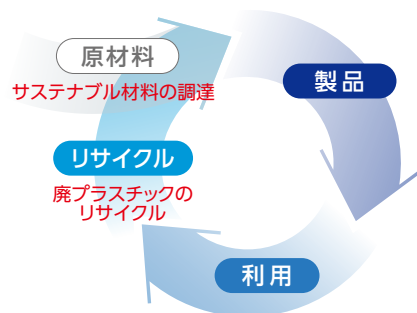 原材料
サステナブル材料の調達
製品
リサイクル
廃プラスチックの
リサイクル
利用